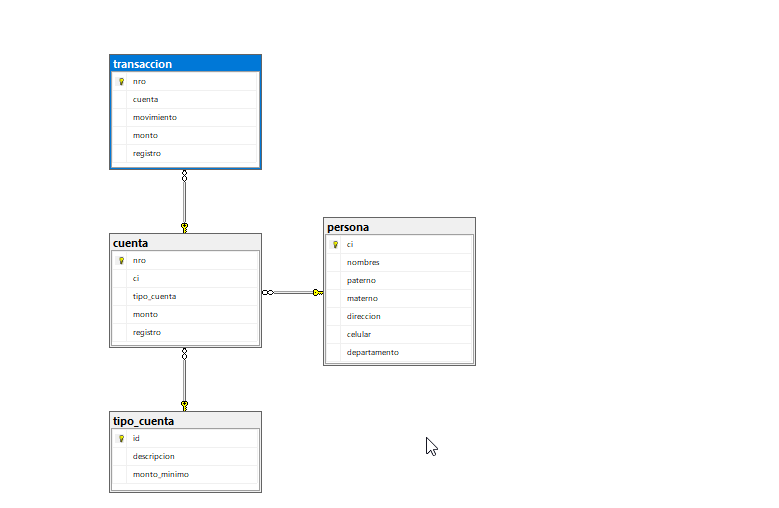 transaccion
nro
cuenta
movimiento
monto
registro
cuenta
nro
ci
tipo_cuenta
monto
registro
persona
ci
nombres
paterno
materno
direccion
celular
departamento
tipo_cuenta
id
descripcion
monto_minimo